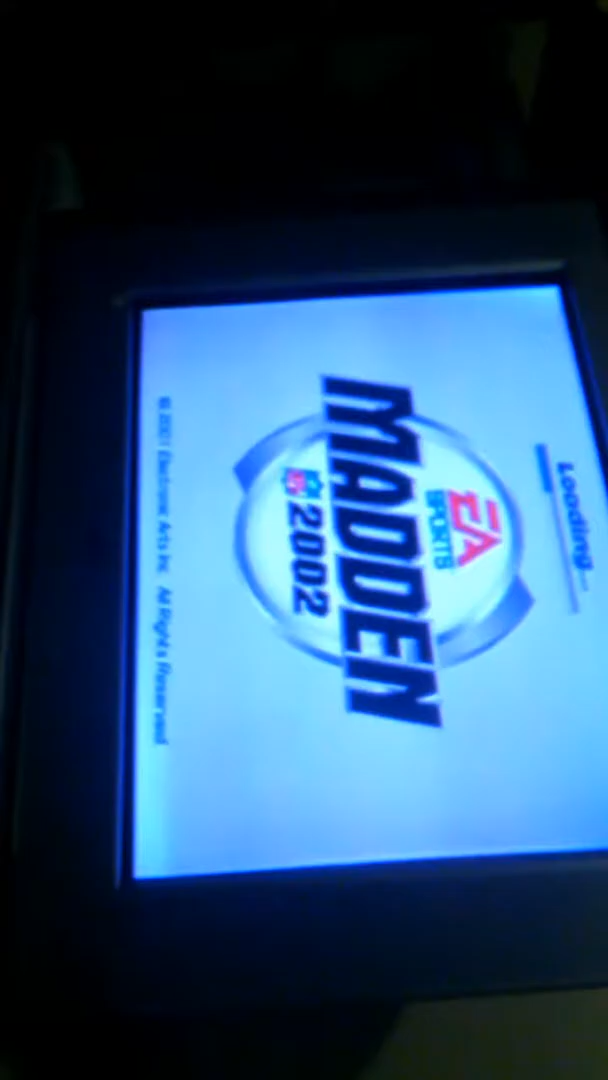 Loading...
EA
SPORTS
MADDEN
2002
© 2001 Electronic Arts Inc. All Rights Reserved